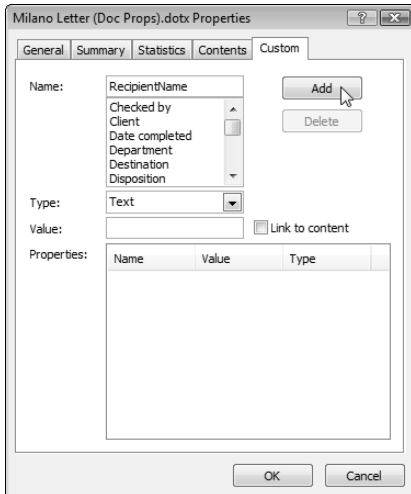 Milano Letter (Doc Props).dotx Properties
General Summary Statistics Contents Custom
Name: RecipientName Add
Checked by
Client
Date completed
Department
Destination
Disposition
Delete
Type: Text
Value: Link to content
Properties: Name Value Type
OK Cancel